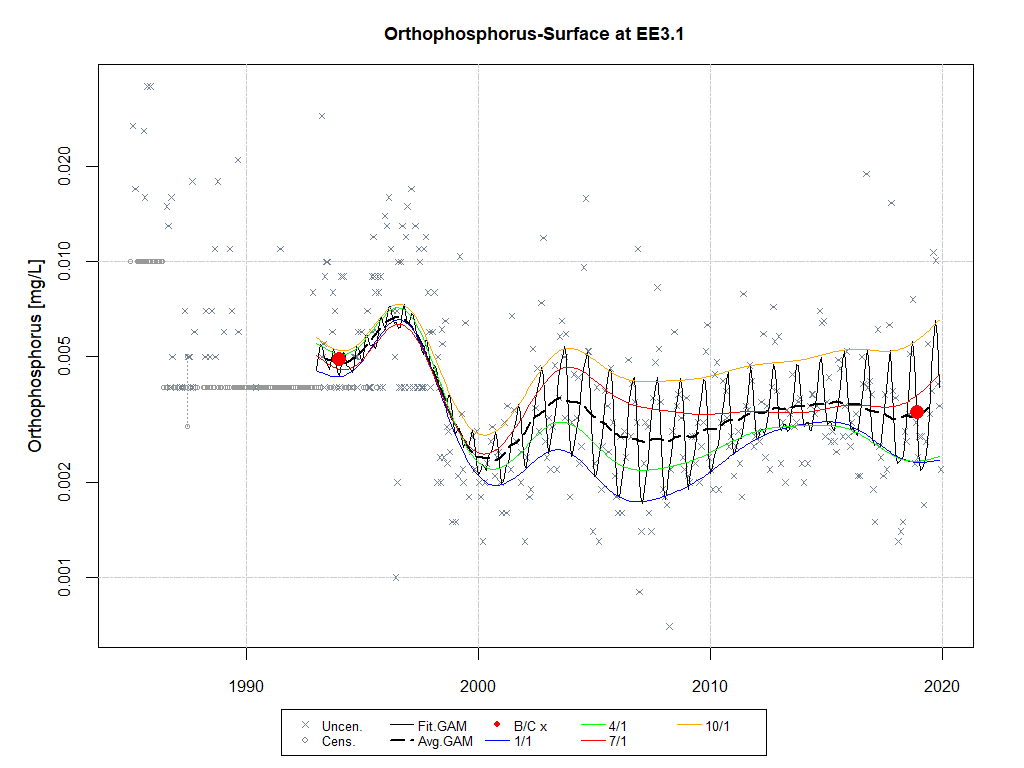 Orthophosphorus-Surface at EE3.1
Orthophosphorus [mg/L]
0.020
0.010
0.005
0.002
0.001
1990 2000 2010 2020
Uncen. Fit.GAM B/C x 4/1 10/1
Cens. Avg.GAM 1/1 7/1